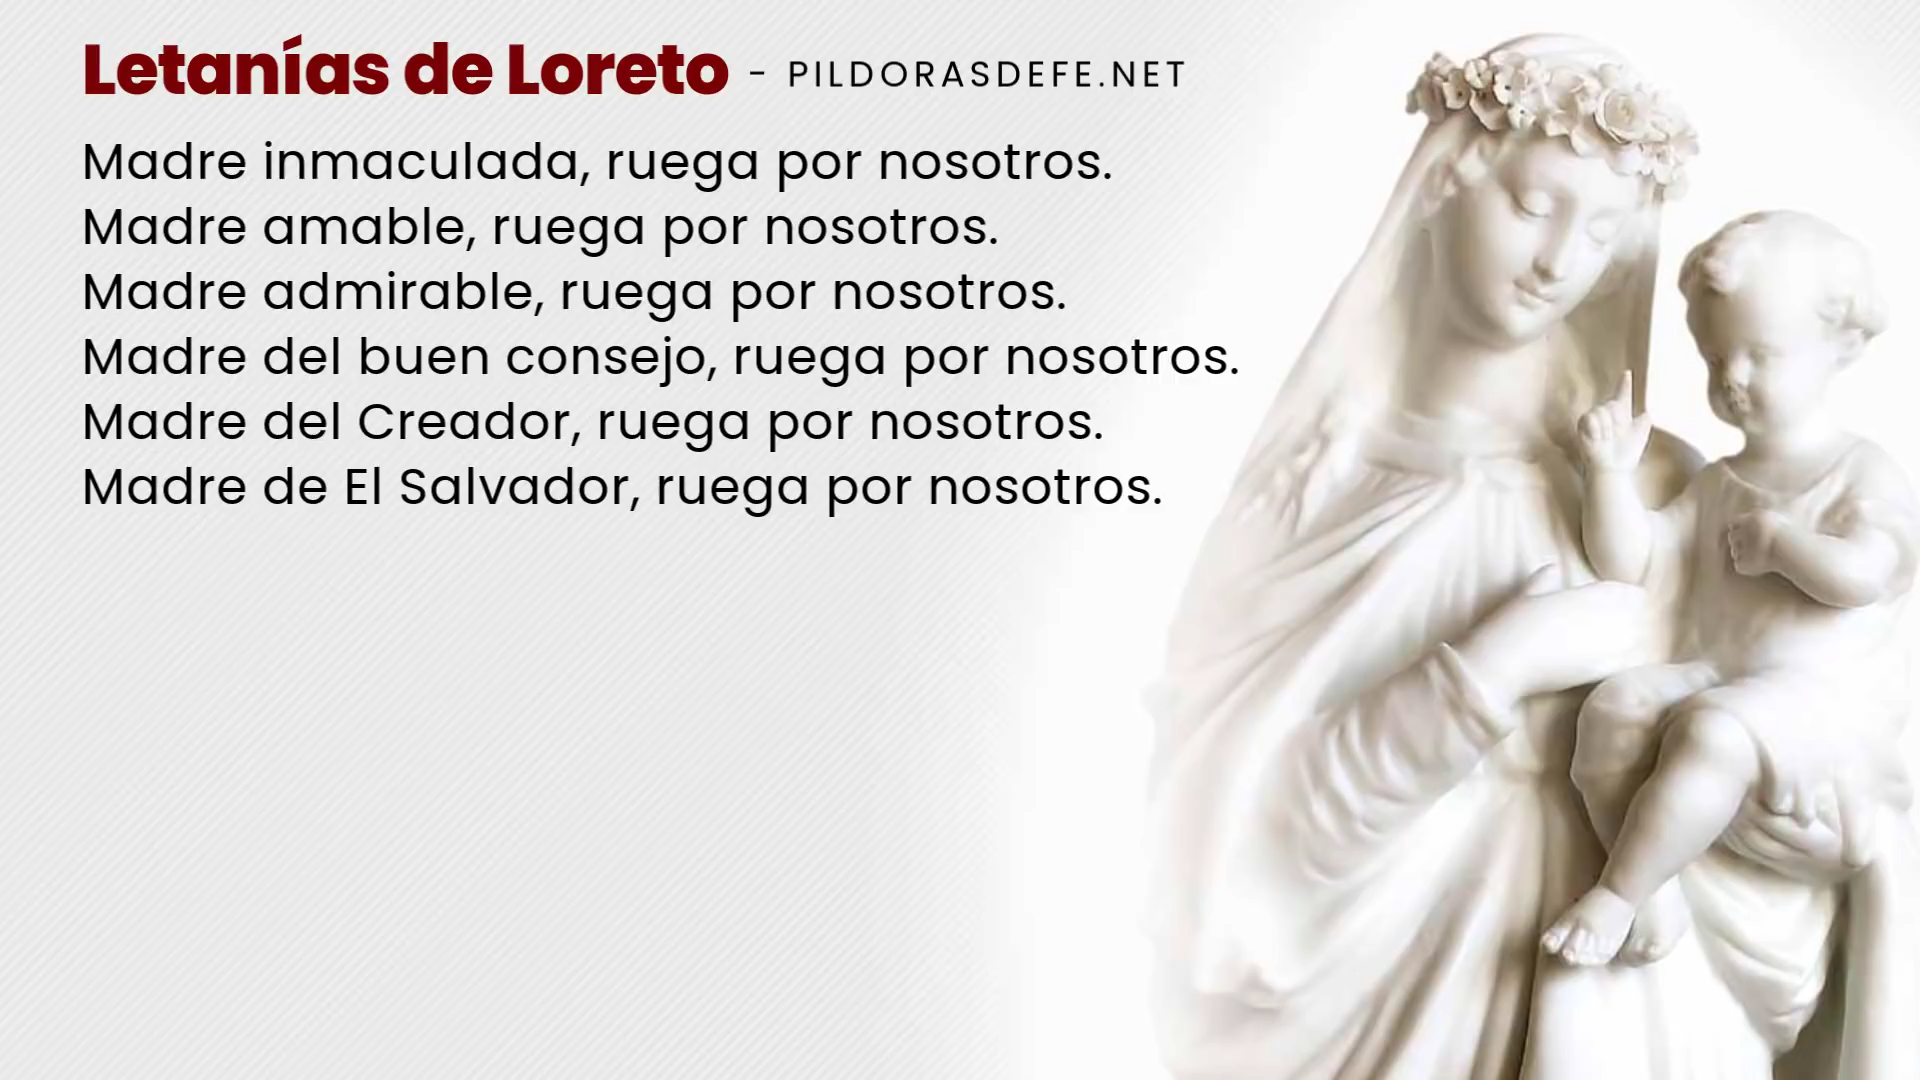 Letanías de Loreto - PILDORASDEFE.NET
Madre inmaculada, ruega por nosotros.
Madre amable, ruega por nosotros.
Madre admirable, ruega por nosotros.
Madre del buen consejo, ruega por nosotros.
Madre del Creador, ruega por nosotros.
Madre de El Salvador, ruega por nosotros.